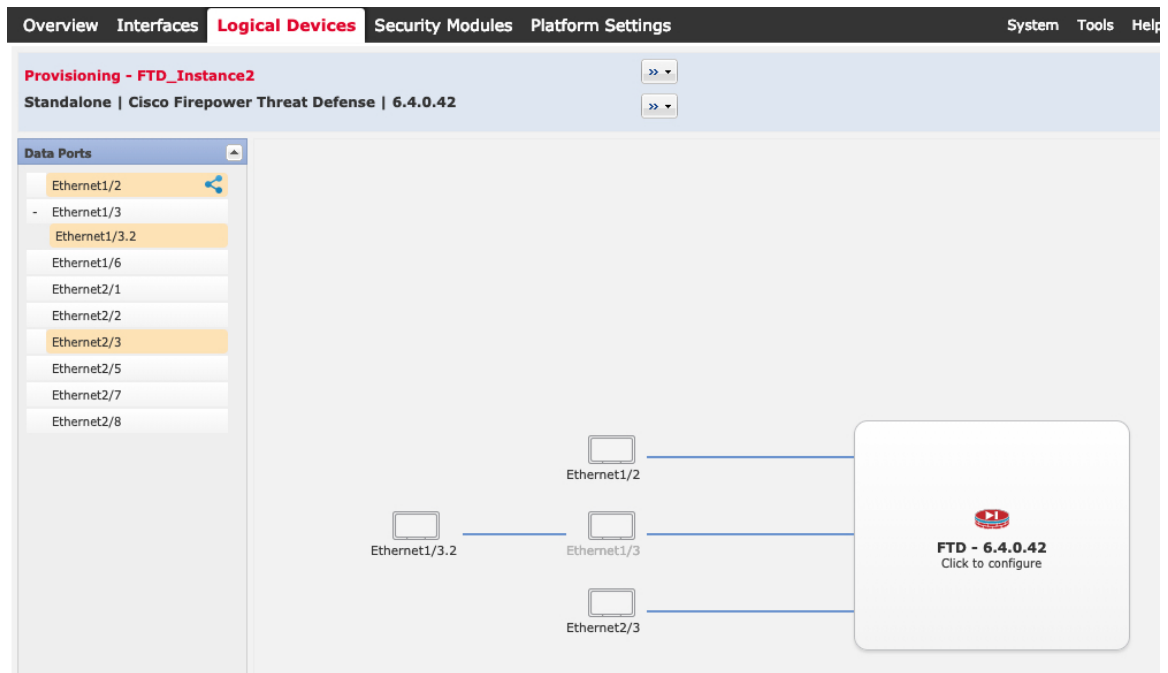 Overview Interfaces Logical Devices Security Modules Platform Settings System Tools Help
Provisioning - FTD_Instance2
Standalone | Cisco Firepower Threat Defense | 6.4.0.42
Data Ports
Ethernet1/2
- Ethernet1/3
Ethernet1/3.2
Ethernet1/6
Ethernet2/1
Ethernet2/2
Ethernet2/3
Ethernet2/5
Ethernet2/7
Ethernet2/8
Ethernet1/2
Ethernet1/3.2
Ethernet1/3
Ethernet2/3
FTD - 6.4.0.42
Click to configure